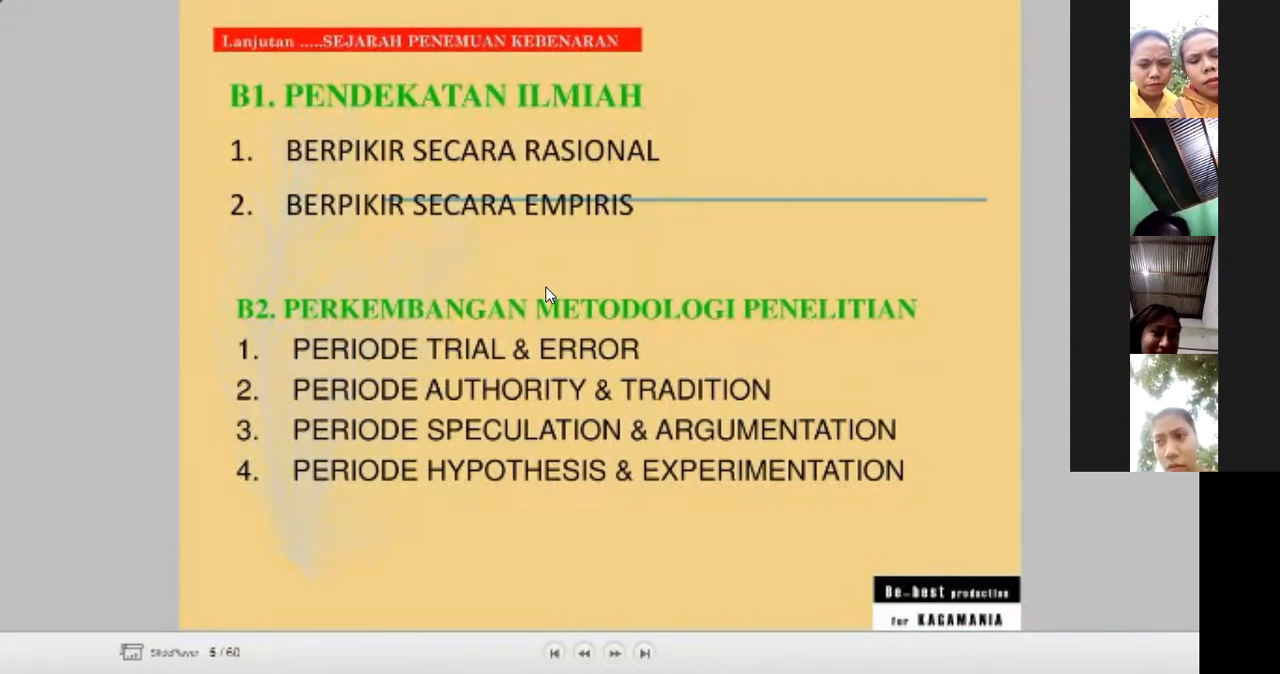 Lanjutan .....SEJARAH PENEMUAN KEBENARAN
B1. PENDEKATAN ILMIAH
1. BERPIKIR SECARA RASIONAL
2. BERPIKIR SECARA EMPIRIS
B2. PERKEMBANGAN METODOLOGI PENELITIAN
1. PERIODE TRIAL & ERROR
2. PERIODE AUTHORITY & TRADITION
3. PERIODE SPECULATION & ARGUMENTATION
4. PERIODE HYPOTHESIS & EXPERIMENTATION
Be-best production
for KAGAMANIA
SlidePlayer 5 / 60